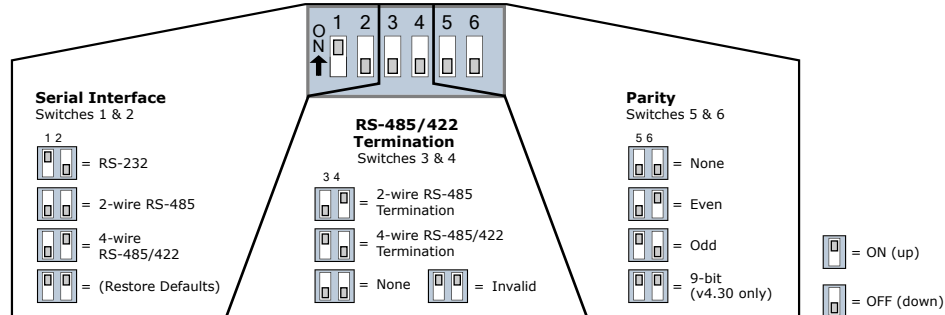 O
N
1 2 3 4 5 6
Serial Interface
Switches 1 & 2
1 2
= RS-232
= 2-wire RS-485
= 4-wire
RS-485/422
= (Restore Defaults)
RS-485/422
Termination
Switches 3 & 4
3 4
= 2-wire RS-485
Termination
= 4-wire RS-485/422
Termination
= None
= Invalid
Parity
Switches 5 & 6
5 6
= None
= Even
= Odd
= 9-bit
(v4.30 only)
= ON (up)
= OFF (down)